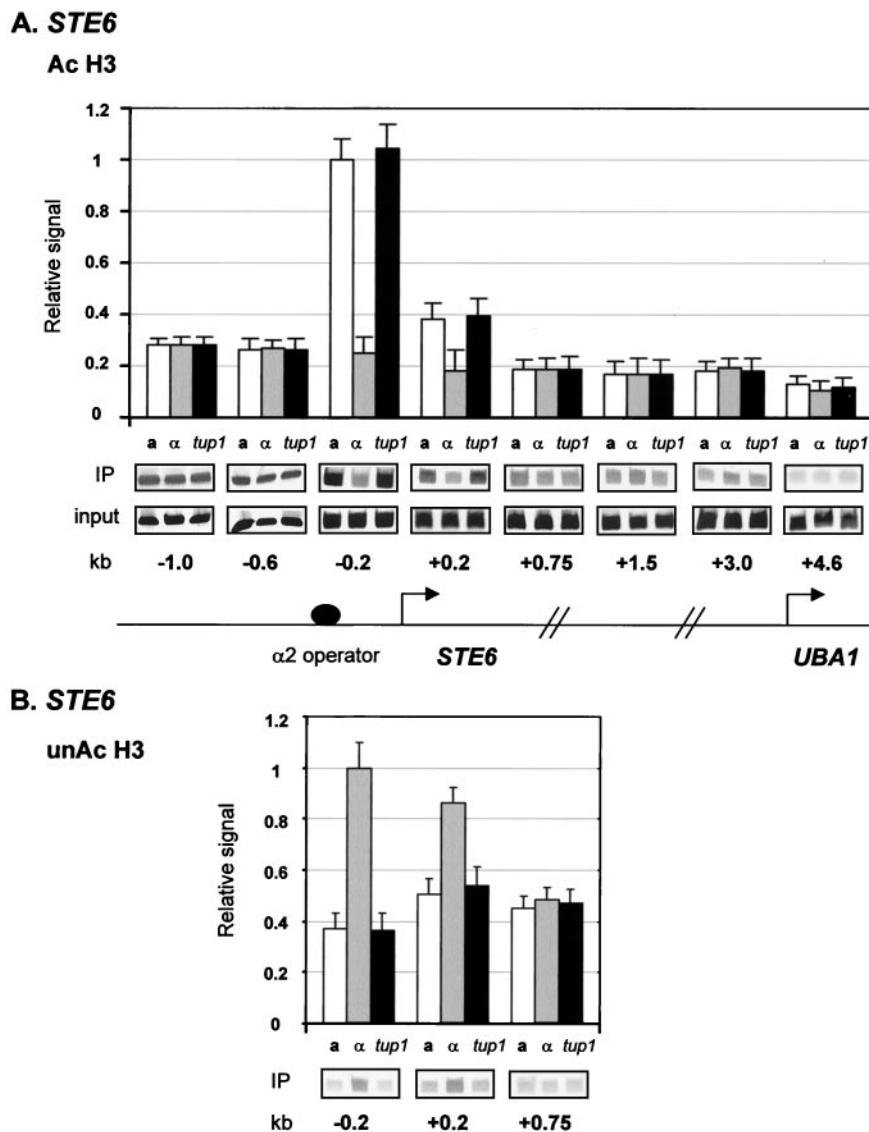 A. STE6
Ac H3
1.2
1
0.8
0.6
0.4
0.2
0
Relative signal
a α tup1 a α tup1 a α tup1 a α tup1 a α tup1 a α tup1 a α tup1 a α tup1
IP
input
kb -1.0 -0.6 -0.2 +0.2 +0.75 +1.5 +3.0 +4.6
α2 operator STE6 UBA1
B. STE6
unAc H3
1.2
1
0.8
0.6
0.4
0.2
0
Relative signal
a α tup1 a α tup1 a α tup1
IP
kb -0.2 +0.2 +0.75